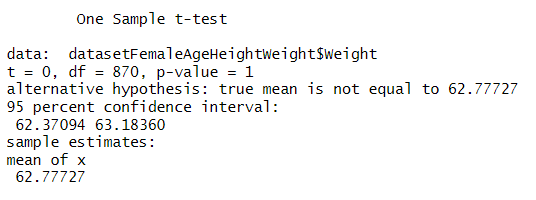 One Sample t-test
data: datasetFemaleAgeHeightWeight$Weight
t = 0, df = 870, p-value = 1
alternative hypothesis: true mean is not equal to 62.77727
95 percent confidence interval:
62.37094 63.18360
sample estimates:
mean of x
62.77727